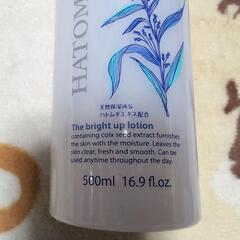 HATOM
天然保湿成分
ハトムギエキス配合
The bright up lotion
containing coix seed extract furnishes
the skin with the moisture. Leaves the
skin clear, fresh and smooth. Can be
used anytime throughout the day.
500ml 16.9 fl.oz.